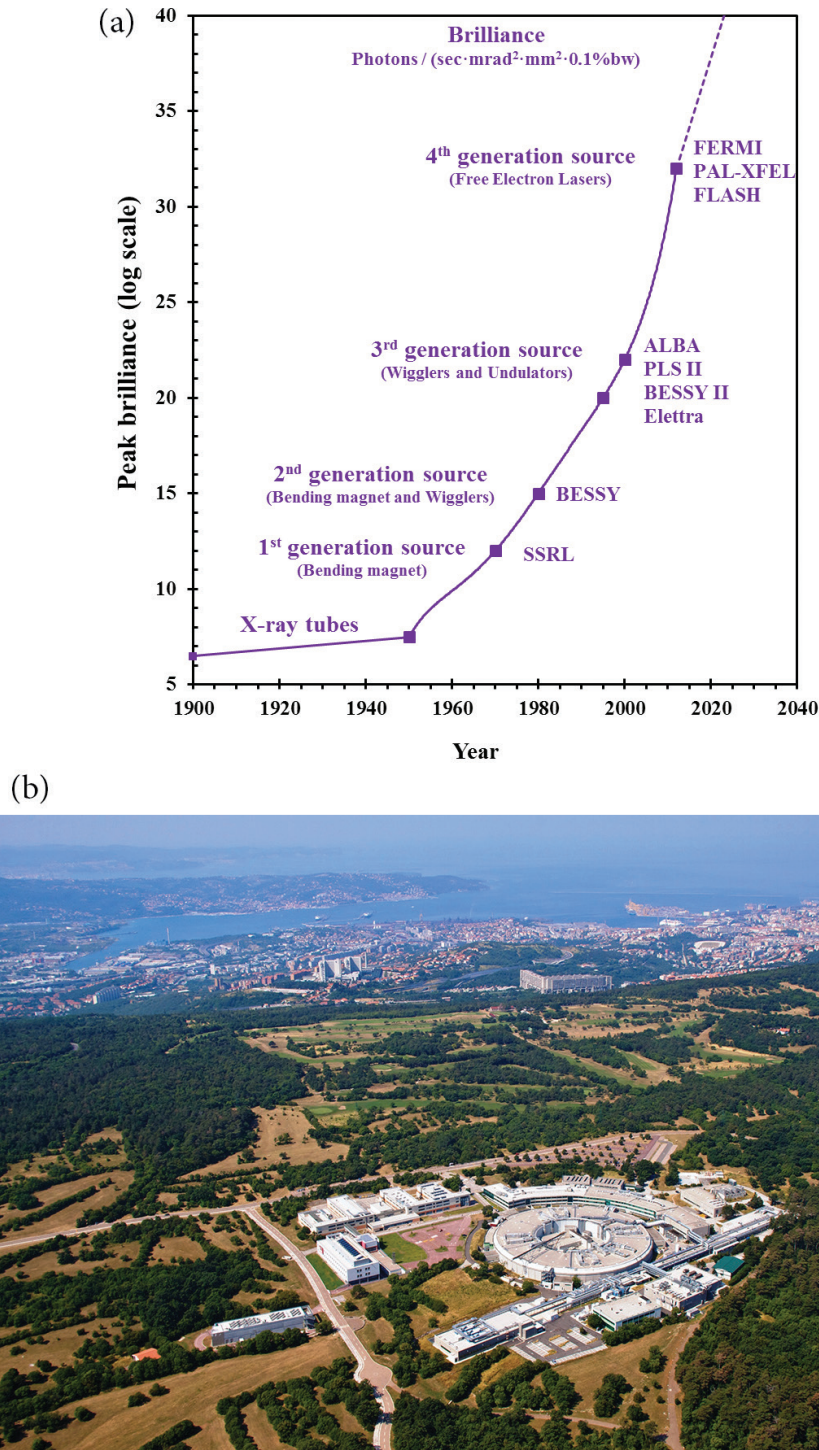 (a)
Brilliance
Photons / (sec·mrad²·mm²·0.1%bw)
4th generation source
(Free Electron Lasers)
FERMI
PAL-XFEL
FLASH
3rd generation source
(Wigglers and Undulators)
ALBA
PLS II
BESSY II
Elettra
2nd generation source
(Bending magnet and Wigglers)
BESSY
1st generation source
(Bending magnet)
SSRL
X-ray tubes
Peak brilliance (log scale)
40
35
30
25
20
15
10
5
1900
1920
1940
1960
1980
2000
2020
2040
Year
(b)